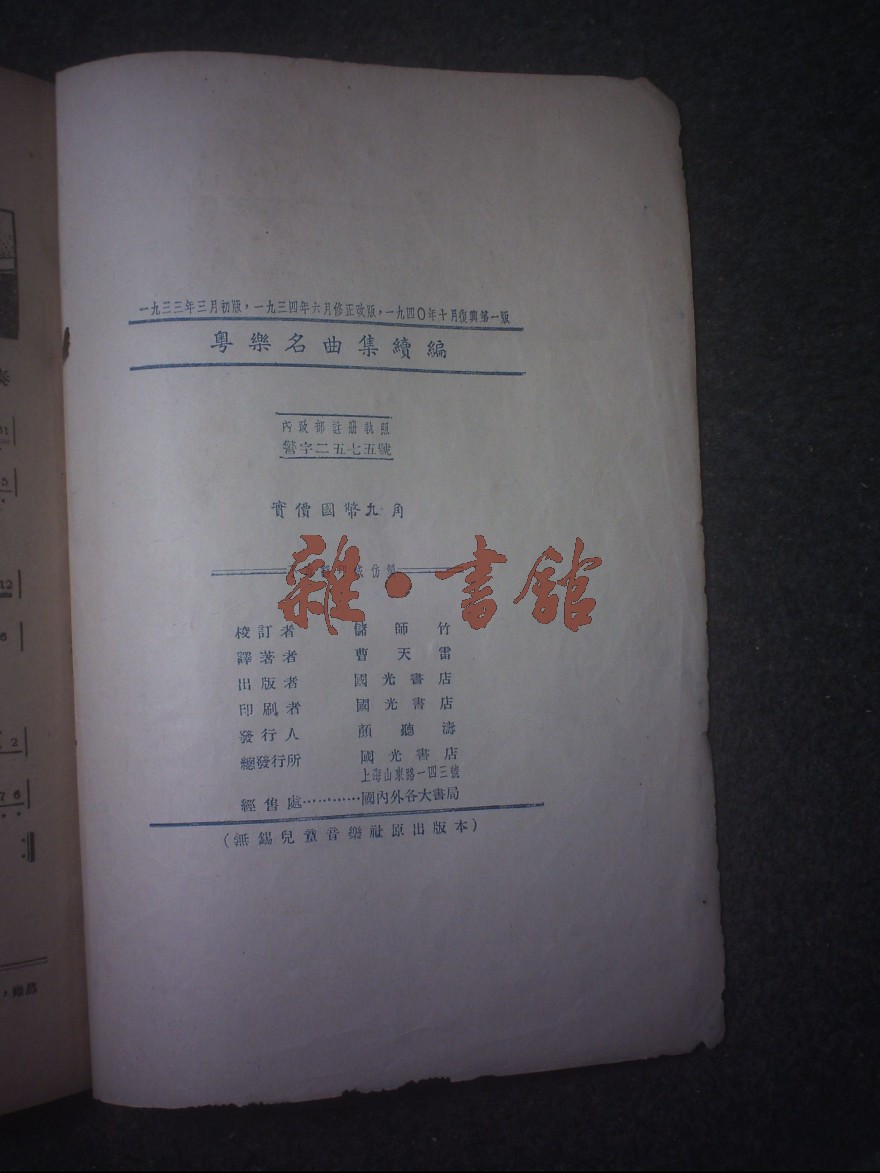 一九三三年三月初版，一九三四年六月修正改版，一九四〇年十月復興第一版
粵樂名曲集續編
內政部註册執照
警字二五七五號
實價國幣九角
雜·書館
校訂者 儲師竹
譯著者 曹天雷
出版者 國光書店
印刷者 國光書店
發行人 顏聽濤
總發行所 國光書店
上海山東路一四三號
經售處⋯⋯⋯⋯國內外各大書局
（無錫兒童音樂社原出版本）